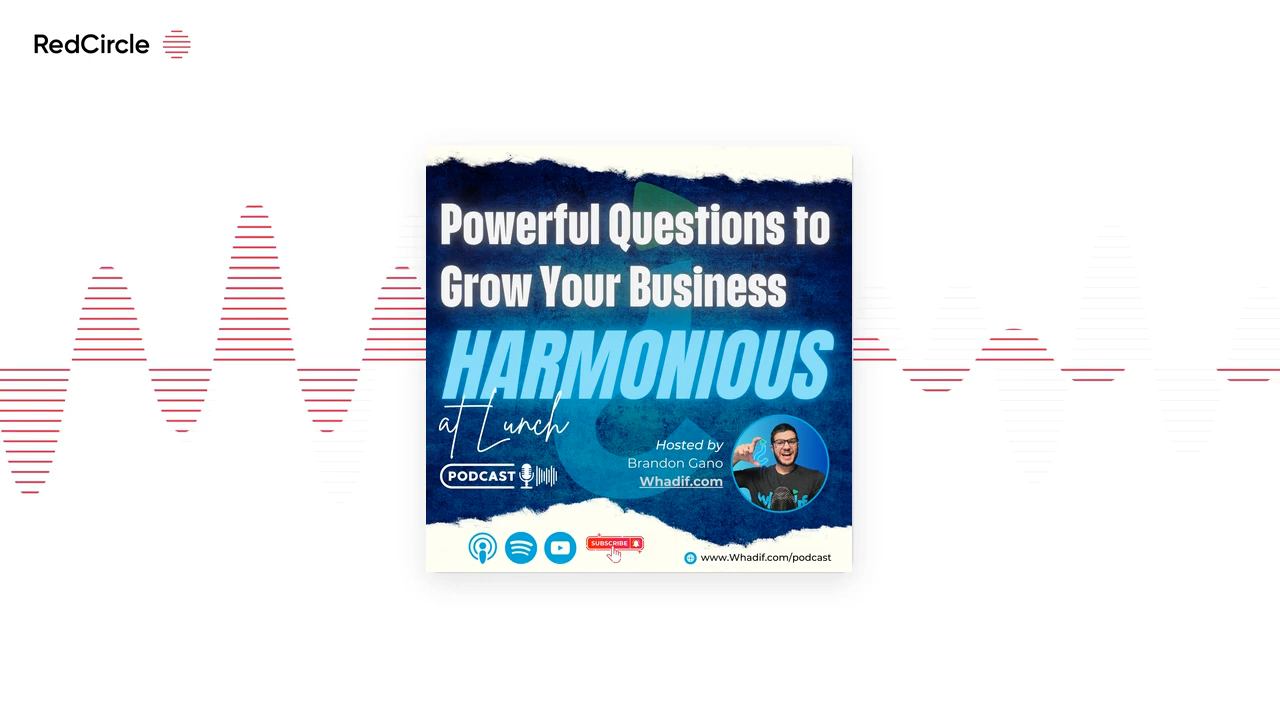 RedCircle
Powerful Questions to
Grow Your Business
HARMONIOUS
at Lunch
Hosted by
Brandon Gano
Whadif.com
PODCAST
SUBSCRIBE
www.Whadif.com/podcast